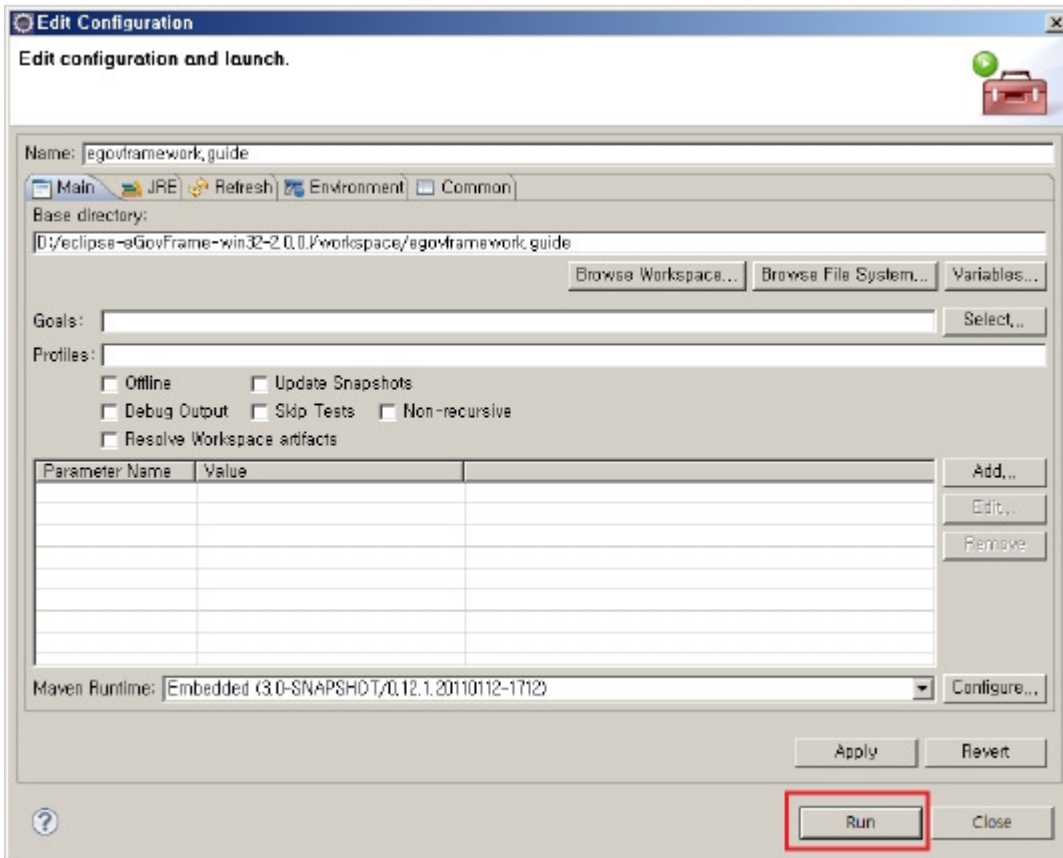 Edit Configuration
Edit configuration and launch.
Name: egovframework.guide
Main JRE Refresh Environment Common
Base directory:
D:/eclipse-eGovFrame-win32-2.0.0.1/workspace/egovframework.guide
Browse Workspace... Browse File System... Variables...
Goals: Select...
Profiles:
Offline Update Snapshots
Debug Output Skip Tests Non-recursive
Resolve Workspace artifacts
Parameter Name Value Add...
Edit...
Remove
Maven Runtime: Embedded (3.0-SNAPSHOT/0.12.1.20110112-1712) Configure...
Apply Revert
Run Close